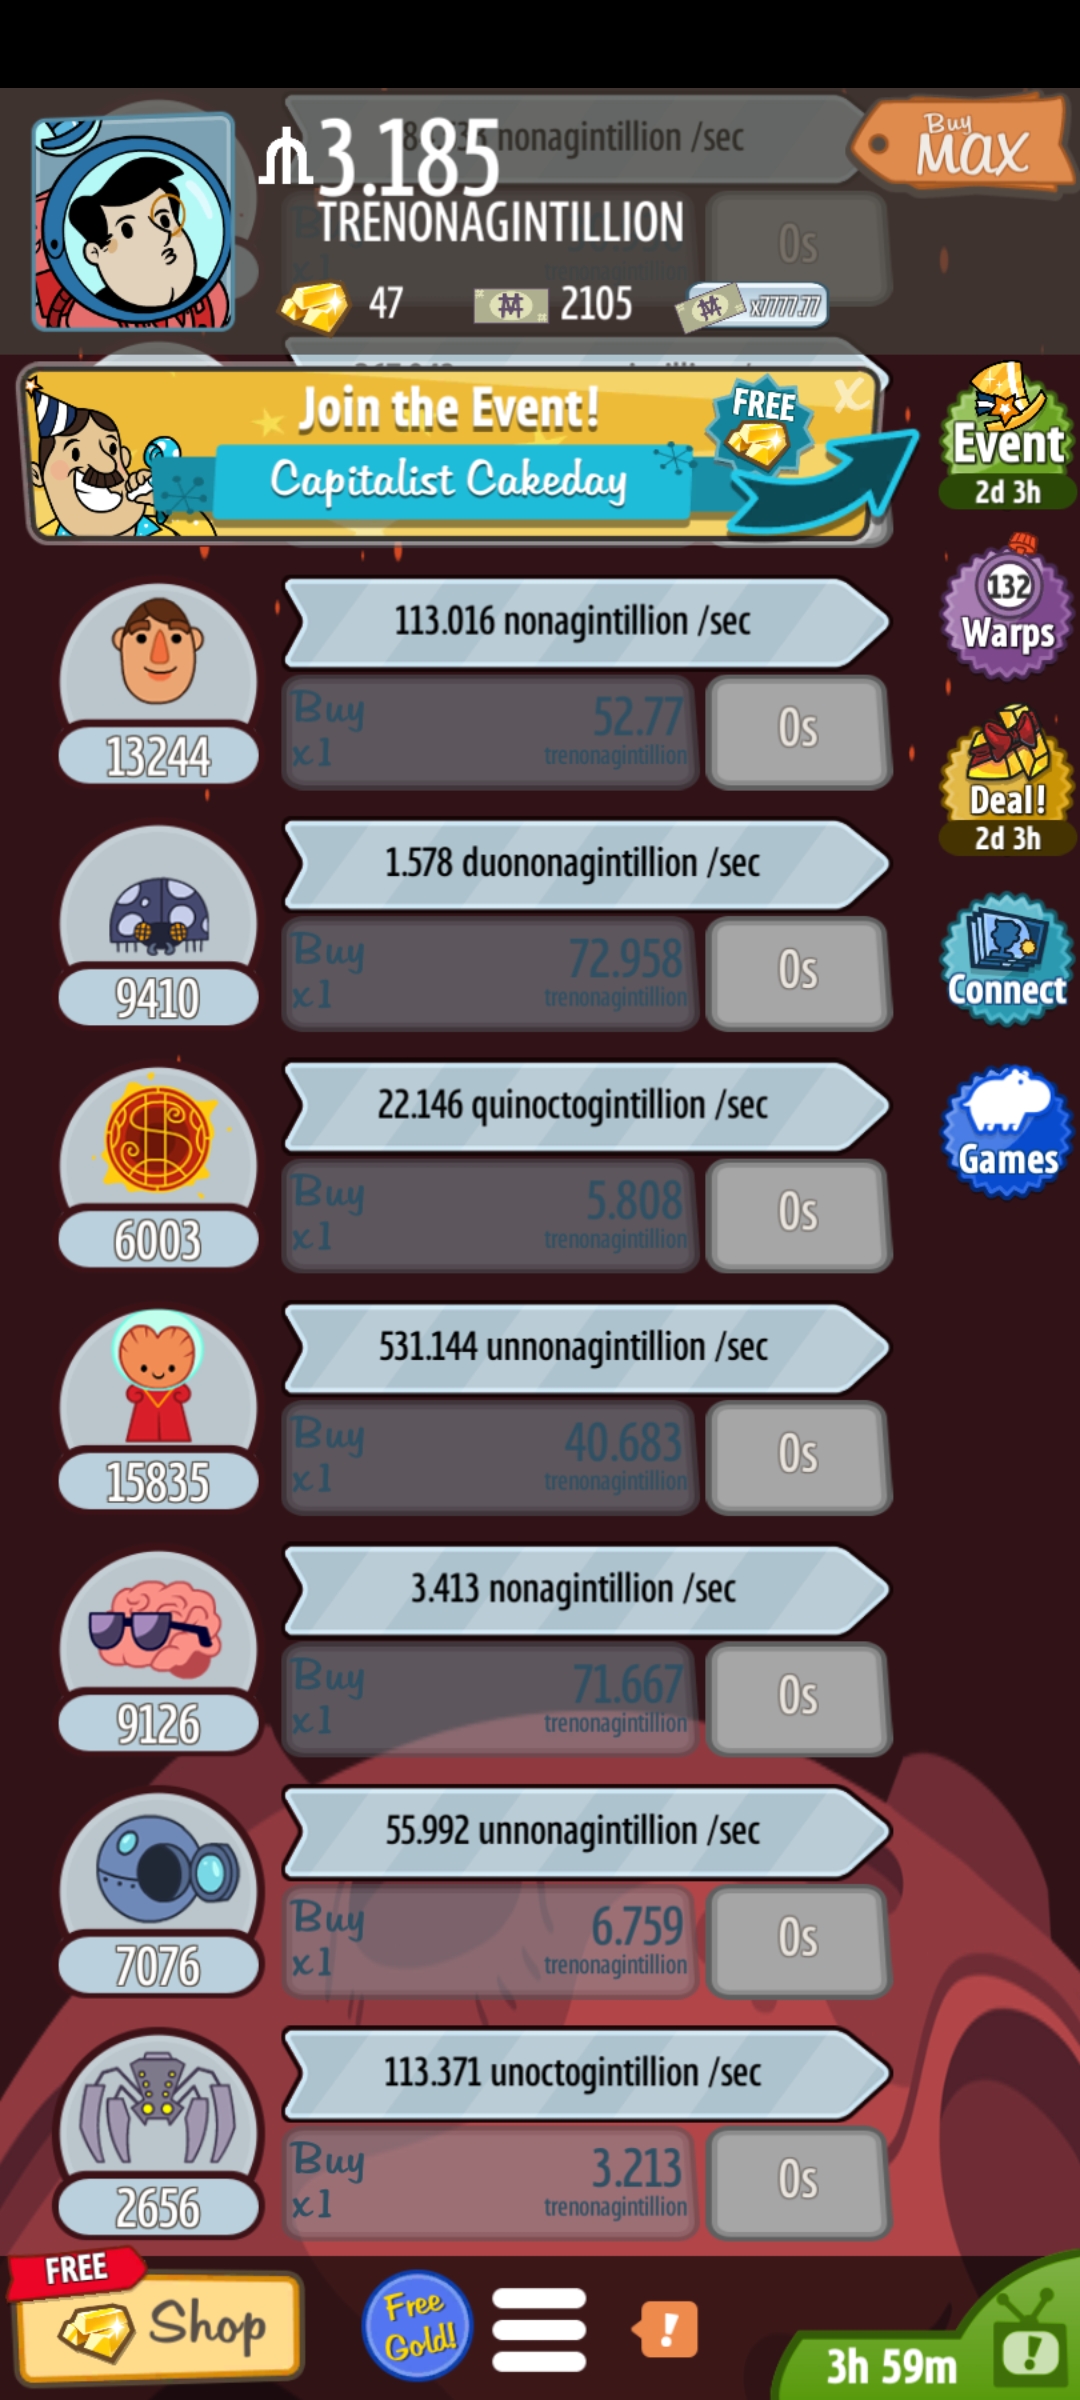 nonagintillion /sec
3.185
TRENONAGINTILLION
Buy
MAX
0s
x1
trenonagintillion
47
2105
x7777.77
Join the Event!
FREE
X
Capitalist Cakeday
Event
2d 3h
113.016 nonagintillion /sec
Buy
x1
52.77
trenonagintillion
0s
13244
132
Warps
Deal!
2d 3h
1.578 duononagintillion /sec
Buy
x1
72.958
trenonagintillion
0s
9410
Connect
22.146 quinoctogintillion /sec
Buy
x1
5.808
trenonagintillion
0s
6003
Games
531.144 unnonagintillion /sec
Buy
x1
40.683
trenonagintillion
0s
15835
3.413 nonagintillion /sec
Buy
x1
71.667
trenonagintillion
0s
9126
55.992 unnonagintillion /sec
Buy
x1
6.759
trenonagintillion
0s
7076
113.371 unoctogintillion /sec
Buy
x1
3.213
trenonagintillion
0s
2656
FREE
Shop
Free
Gold!
!
3h 59m
!